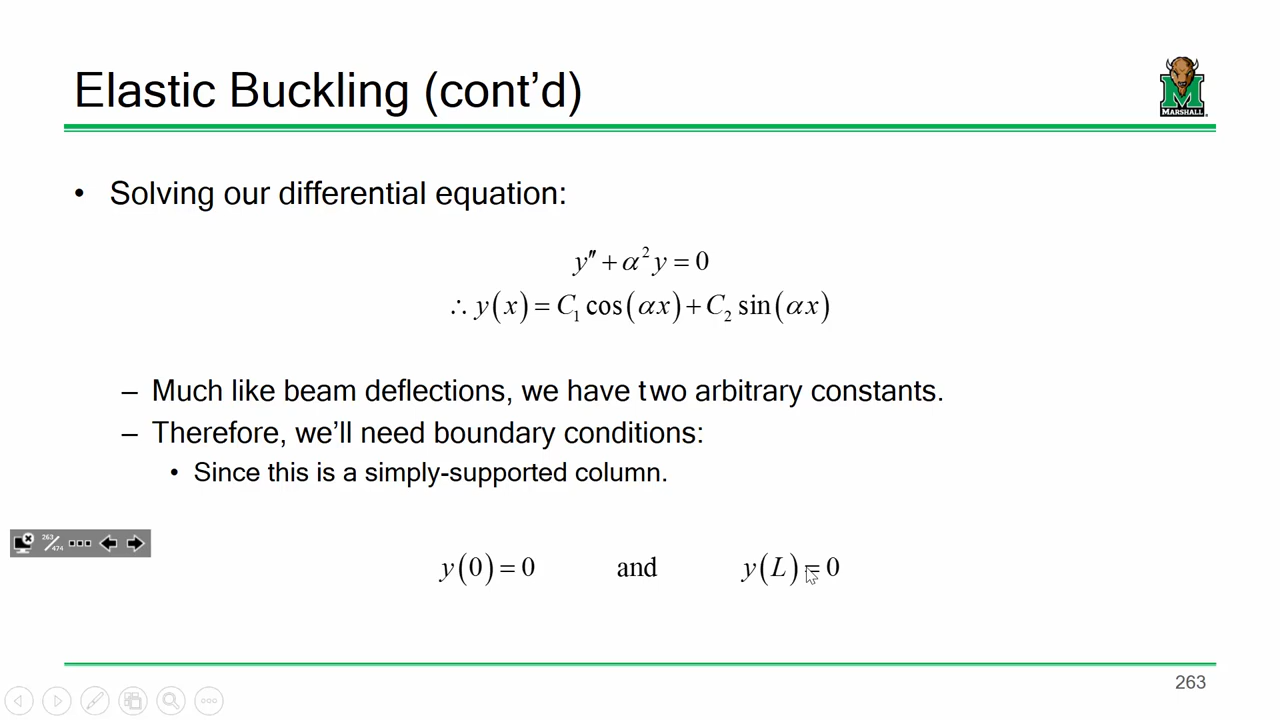 Elastic Buckling (cont’d)
MARSHALL
• Solving our differential equation:
y″ + α²y = 0
∴ y(x) = C₁ cos(αx) + C₂ sin(αx)
– Much like beam deflections, we have two arbitrary constants.
– Therefore, we’ll need boundary conditions:
• Since this is a simply-supported column.
263/474
y(0) = 0 and y(L) = 0
263